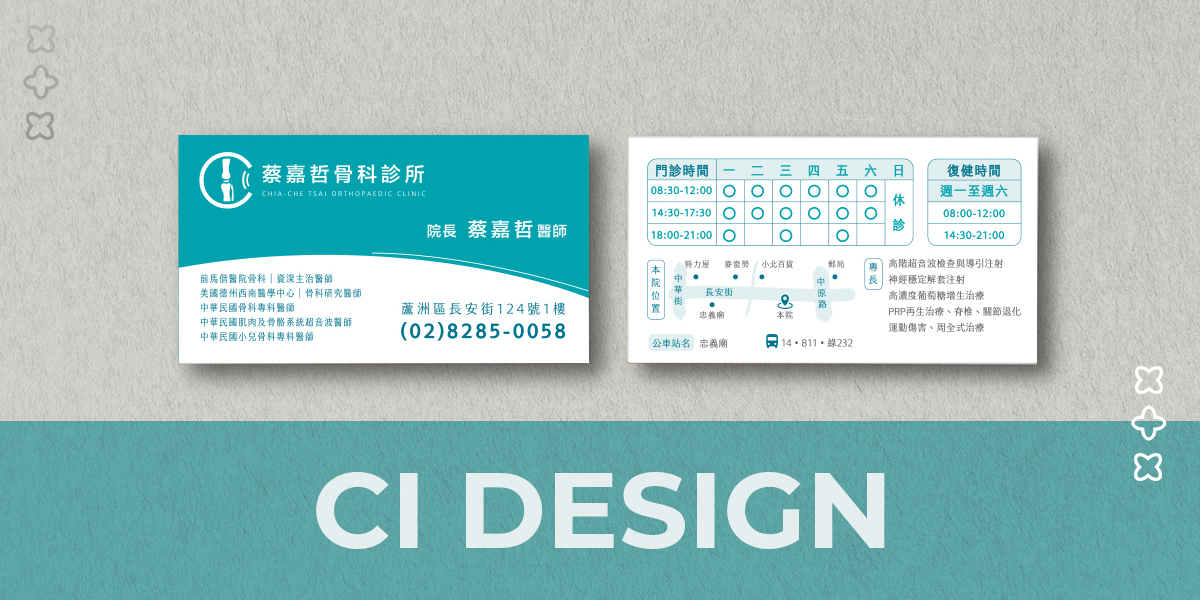 蔡嘉哲骨科診所
CHIA-CHE TSAI ORTHOPAEDIC CLINIC
院長 蔡嘉哲醫師
前馬偕醫院骨科｜資深主治醫師
美國德州西南醫學中心｜骨科研究醫師
中華民國骨科專科醫師
中華民國肌肉及骨骼系統超音波醫師
中華民國小兒骨科專科醫師
蘆洲區長安街124號1樓
(02)8285-0058
門診時間 一 二 三 四 五 六 日
08:30-12:00 ○ ○ ○ ○ ○ ○
14:30-17:30 ○ ○ ○ ○ ○ ○
18:00-21:00 ○ ○ ○
休診
復健時間
週一至週六
08:00-12:00
14:30-21:00
本院位置
特力屋 麥當勞 小北百貨 郵局
中華街
長安街
中原路
忠義廟
本院
公車站名 忠義廟
14・811・綠232
專長
高階超音波檢查與導引注射
神經穩定解套注射
高濃度葡萄糖增生治療
PRP再生治療、脊椎、關節退化
運動傷害、周全式治療
CI DESIGN